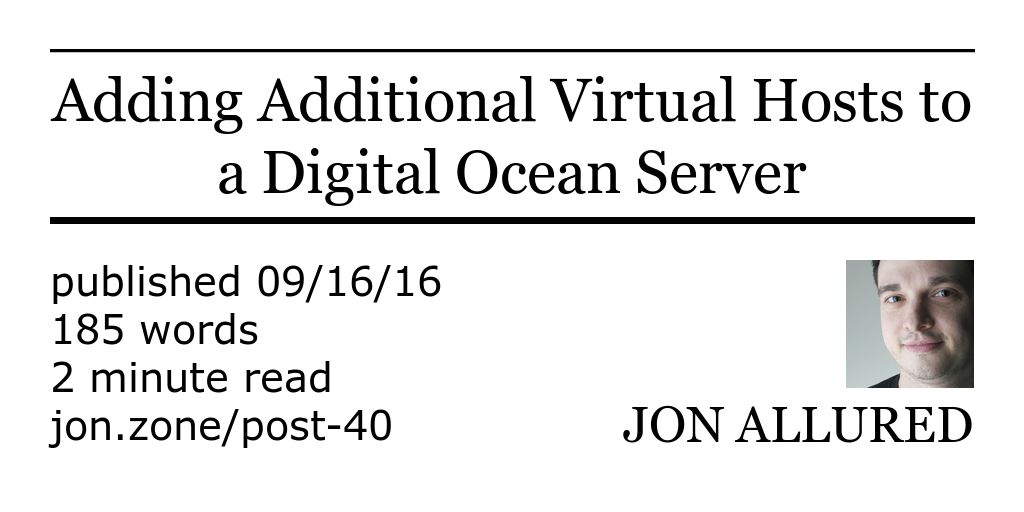 Adding Additional Virtual Hosts to
a Digital Ocean Server
published 09/16/16
185 words
2 minute read
jon.zone/post-40
JON ALLURED